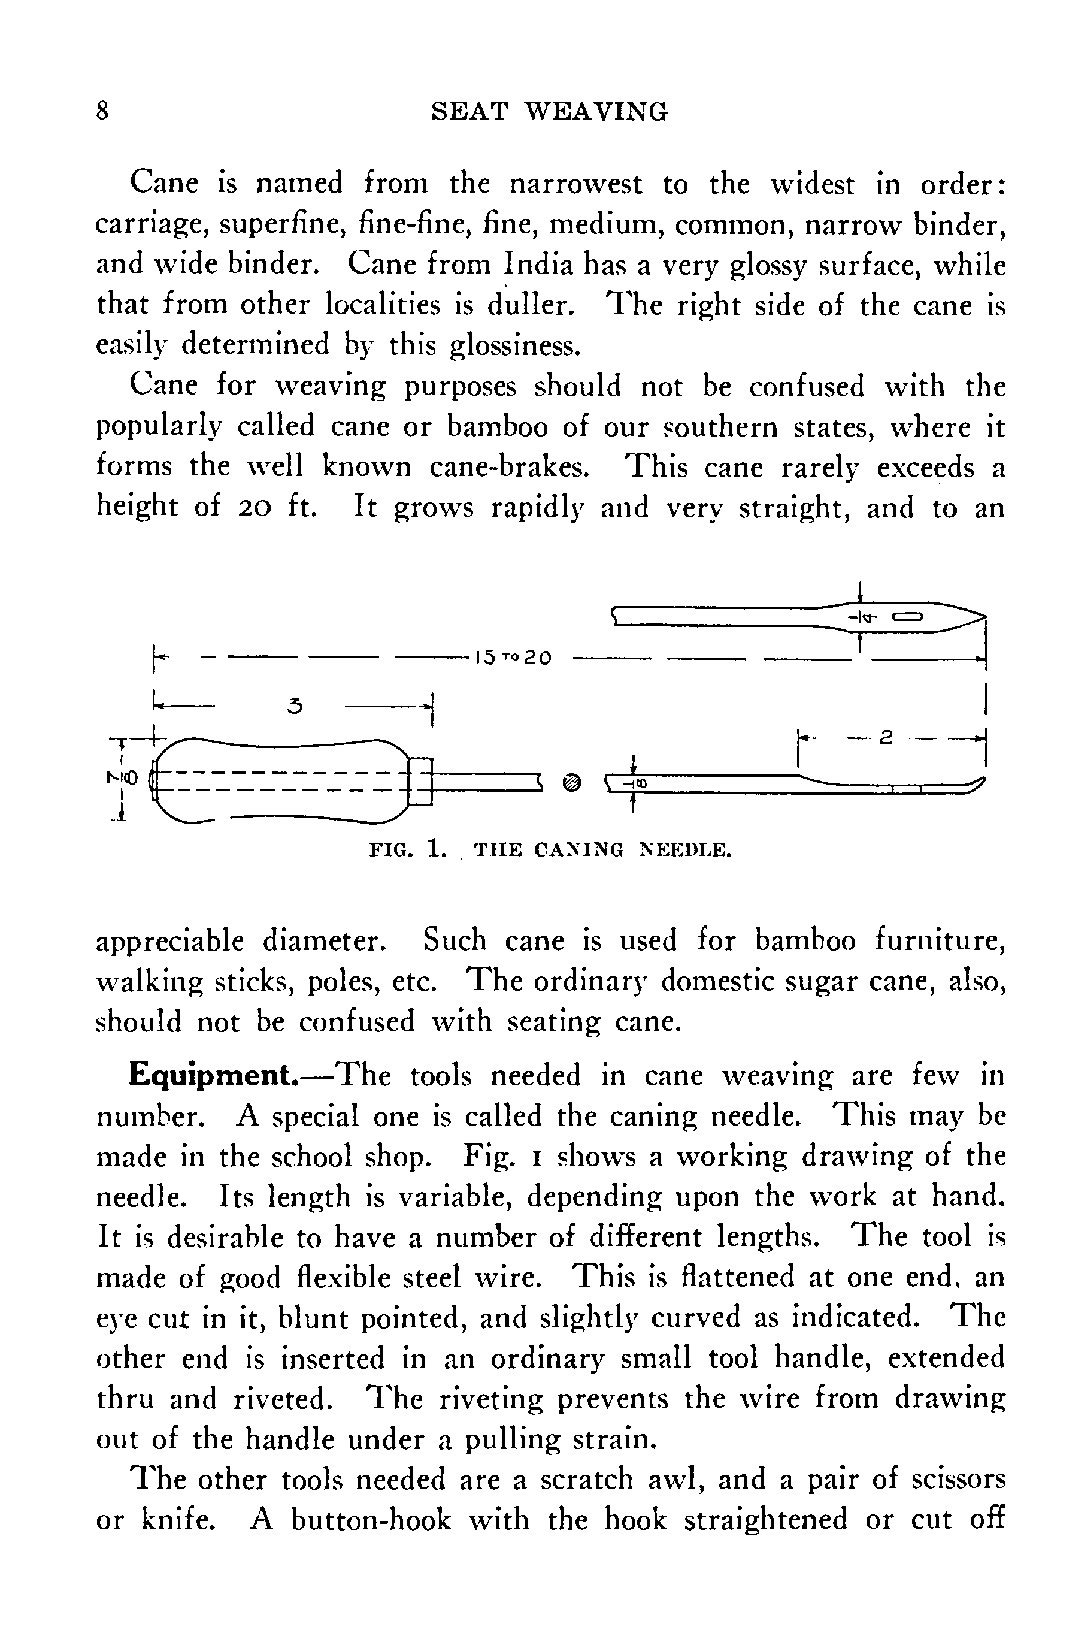 8 SEAT WEAVING
Cane is named from the narrowest to the widest in order:
carriage, superfine, fine-fine, fine, medium, common, narrow binder,
and wide binder. Cane from India has a very glossy surface, while
that from other localities is duller. The right side of the cane is
easily determined by this glossiness.
Cane for weaving purposes should not be confused with the
popularly called cane or bamboo of our southern states, where it
forms the well known cane-brakes. This cane rarely exceeds a
height of 20 ft. It grows rapidly and very straight, and to an
1/4
15 TO 20
3
2
7/8
1/8
FIG. 1. THE CANING NEEDLE.
appreciable diameter. Such cane is used for bamboo furniture,
walking sticks, poles, etc. The ordinary domestic sugar cane, also,
should not be confused with seating cane.
Equipment.—The tools needed in cane weaving are few in
number. A special one is called the caning needle. This may be
made in the school shop. Fig. 1 shows a working drawing of the
needle. Its length is variable, depending upon the work at hand.
It is desirable to have a number of different lengths. The tool is
made of good flexible steel wire. This is flattened at one end, an
eye cut in it, blunt pointed, and slightly curved as indicated. The
other end is inserted in an ordinary small tool handle, extended
thru and riveted. The riveting prevents the wire from drawing
out of the handle under a pulling strain.
The other tools needed are a scratch awl, and a pair of scissors
or knife. A button-hook with the hook straightened or cut off